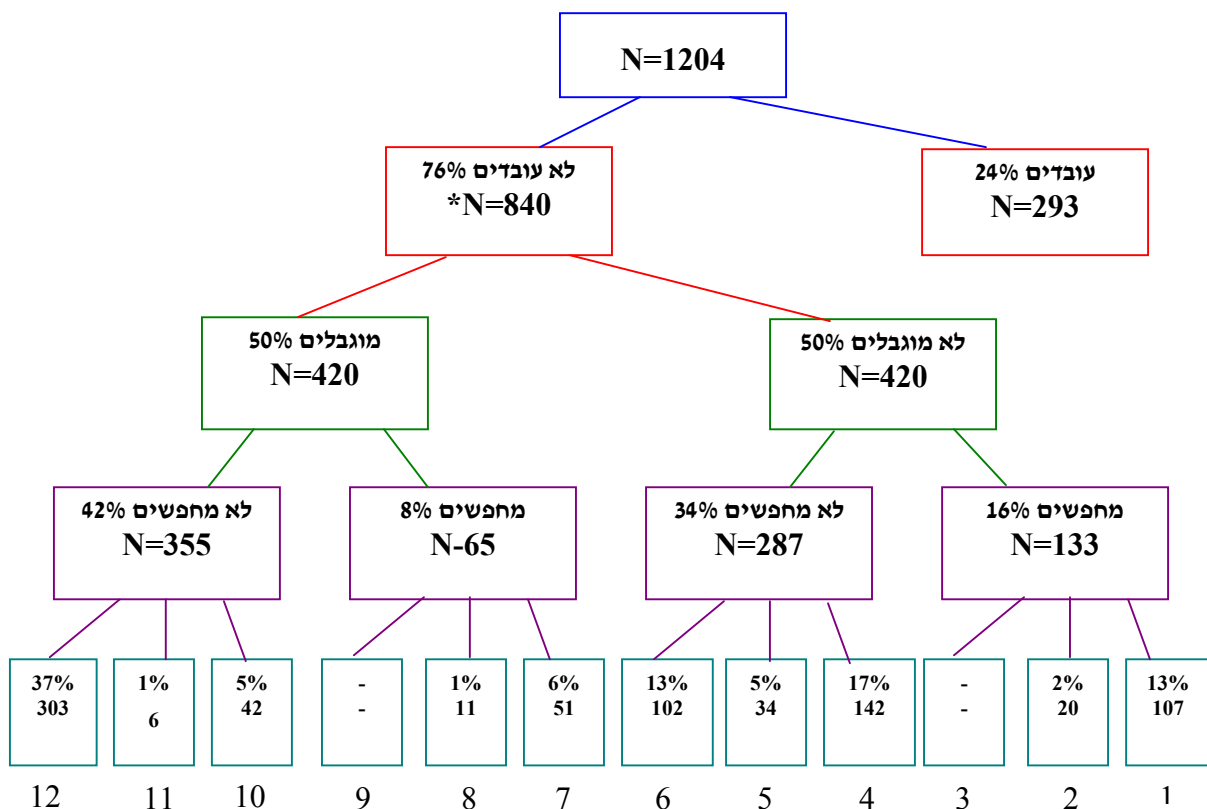 N=1204
עובדים 24%
N=293
לא עובדים 76%
*N=840
לא מוגבלים 50%
N=420
מוגבלים 50%
N=420
מחפשים 16%
N=133
לא מחפשים 34%
N=287
מחפשים 8%
N-65
לא מחפשים 42%
N=355
13%
107
2%
20
-
-
17%
142
5%
34
13%
102
6%
51
1%
11
-
-
5%
42
1%
6
37%
303
1
2
3
4
5
6
7
8
9
10
11
12